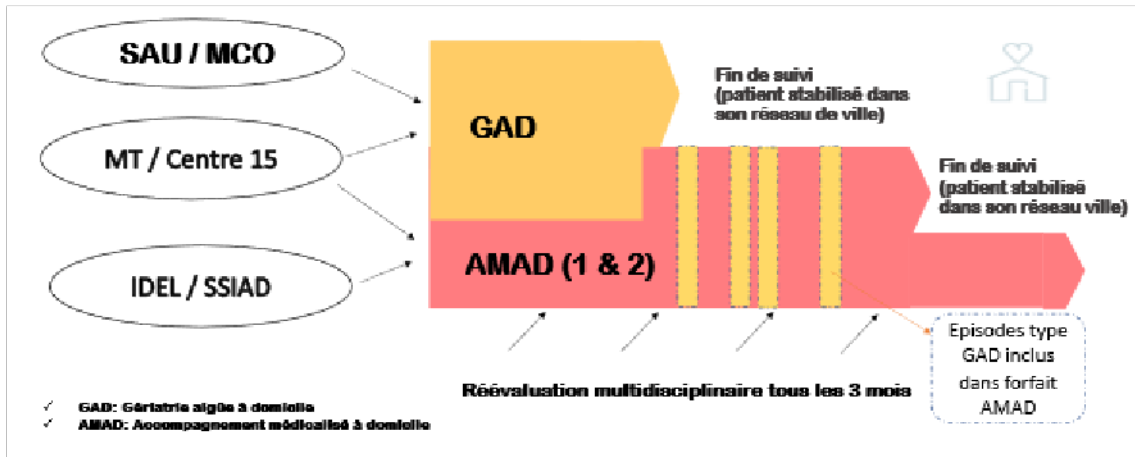 SAU / MCO
MT / Centre 15
IDEL / SSIAD
GAD
AMAD (1 & 2)
Fin de suivi
(patient stabilisé dans
son réseau de ville)
Fin de suivi
(patient stabilisé
dans son réseau ville)
Episodes type
GAD inclus
dans forfait
AMAD
Réévaluation multidisciplinaire tous les 3 mois
✓ GAD: Gériatrie aigüe à domicile
✓ AMAD: Accompagnement médicalisé à domicile